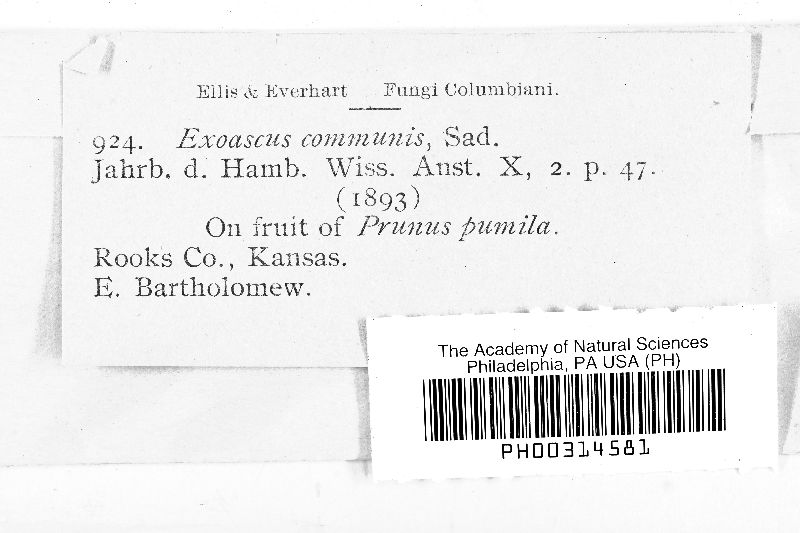 Ellis & Everhart Fungi Columbiani.
924. Exoascus communis, Sad.
Jahrb. d. Hamb. Wiss. Anst. X, 2. p. 47.
(1893)
On fruit of Prunus pumila.
Rooks Co., Kansas.
E. Bartholomew.
The Academy of Natural Sciences
Philadelphia, PA USA (PH)
PH00314581